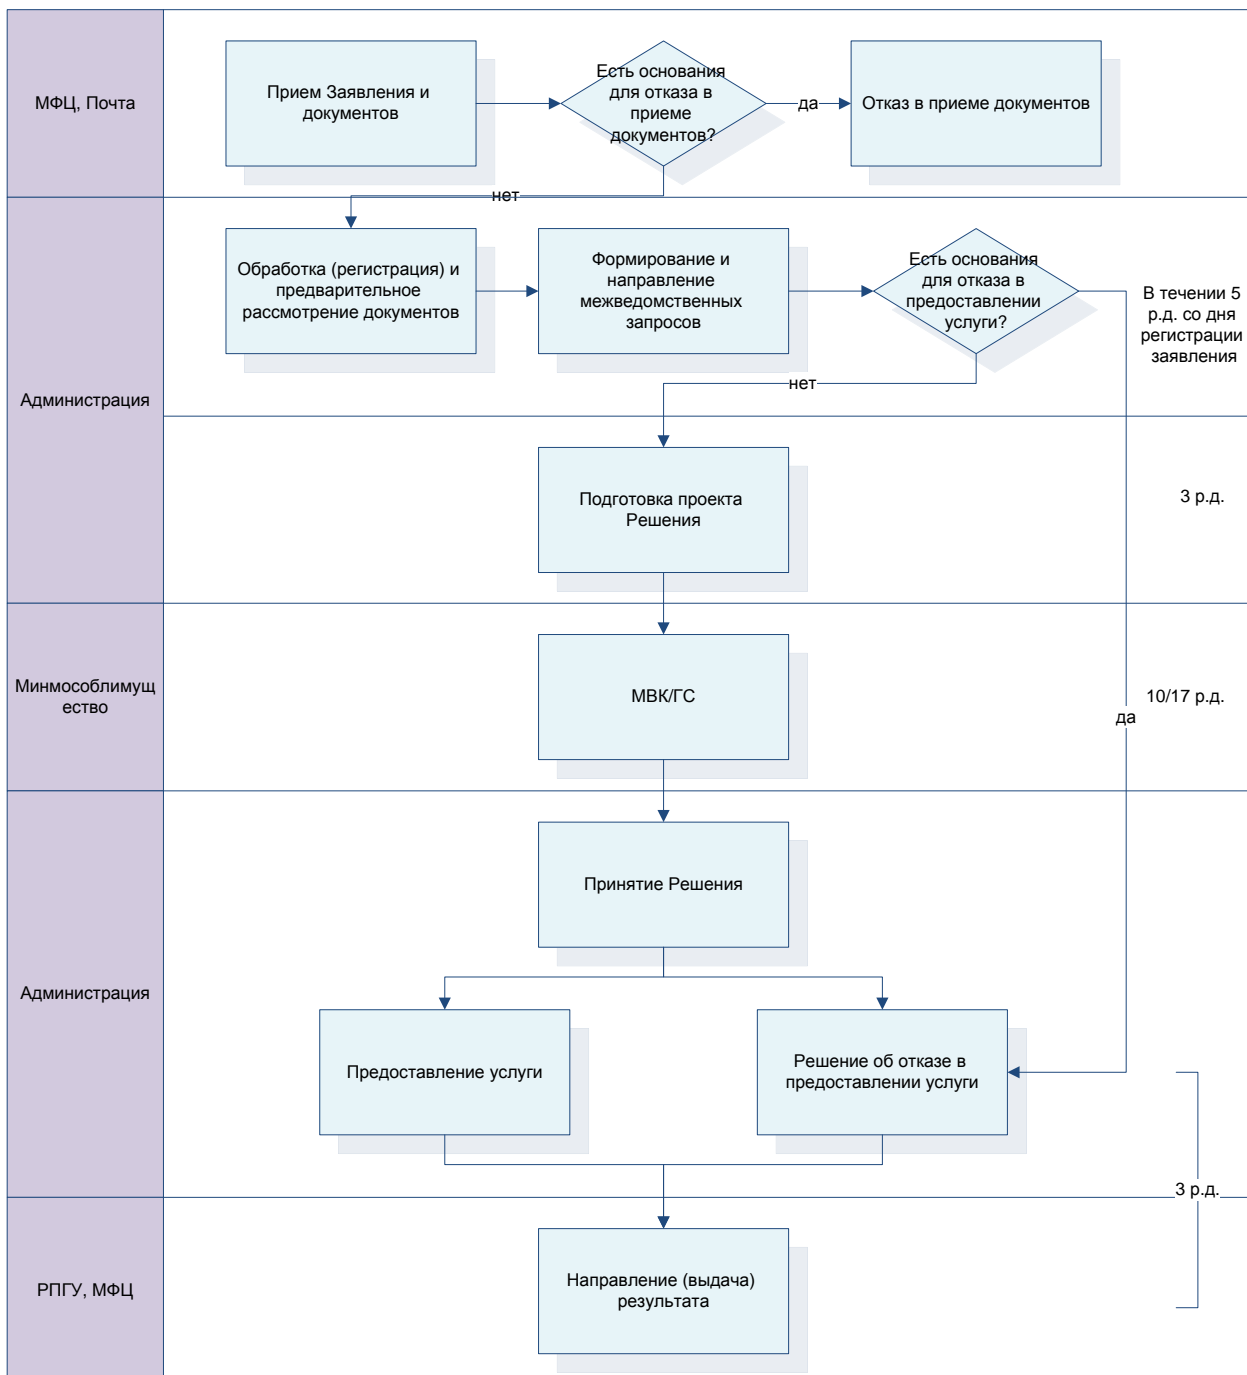 МФЦ, Почта
Прием Заявления и
документов
Есть основания
для отказа в
приеме
документов?
да
Отказ в приеме документов
нет
Администрация
Обработка (регистрация) и
предварительное
рассмотрение документов
Формирование и
направление
межведомственных
запросов
Есть основания
для отказа в
предоставлении
услуги?
В течении 5
р.д. со дня
регистрации
заявления
нет
Подготовка проекта
Решения
3 р.д.
Минмособлимущ
ество
МВК/ГС
10/17 р.д.
да
Администрация
Принятие Решения
Предоставление услуги
Решение об отказе в
предоставлении услуги
3 р.д.
РПГУ, МФЦ
Направление (выдача)
результата